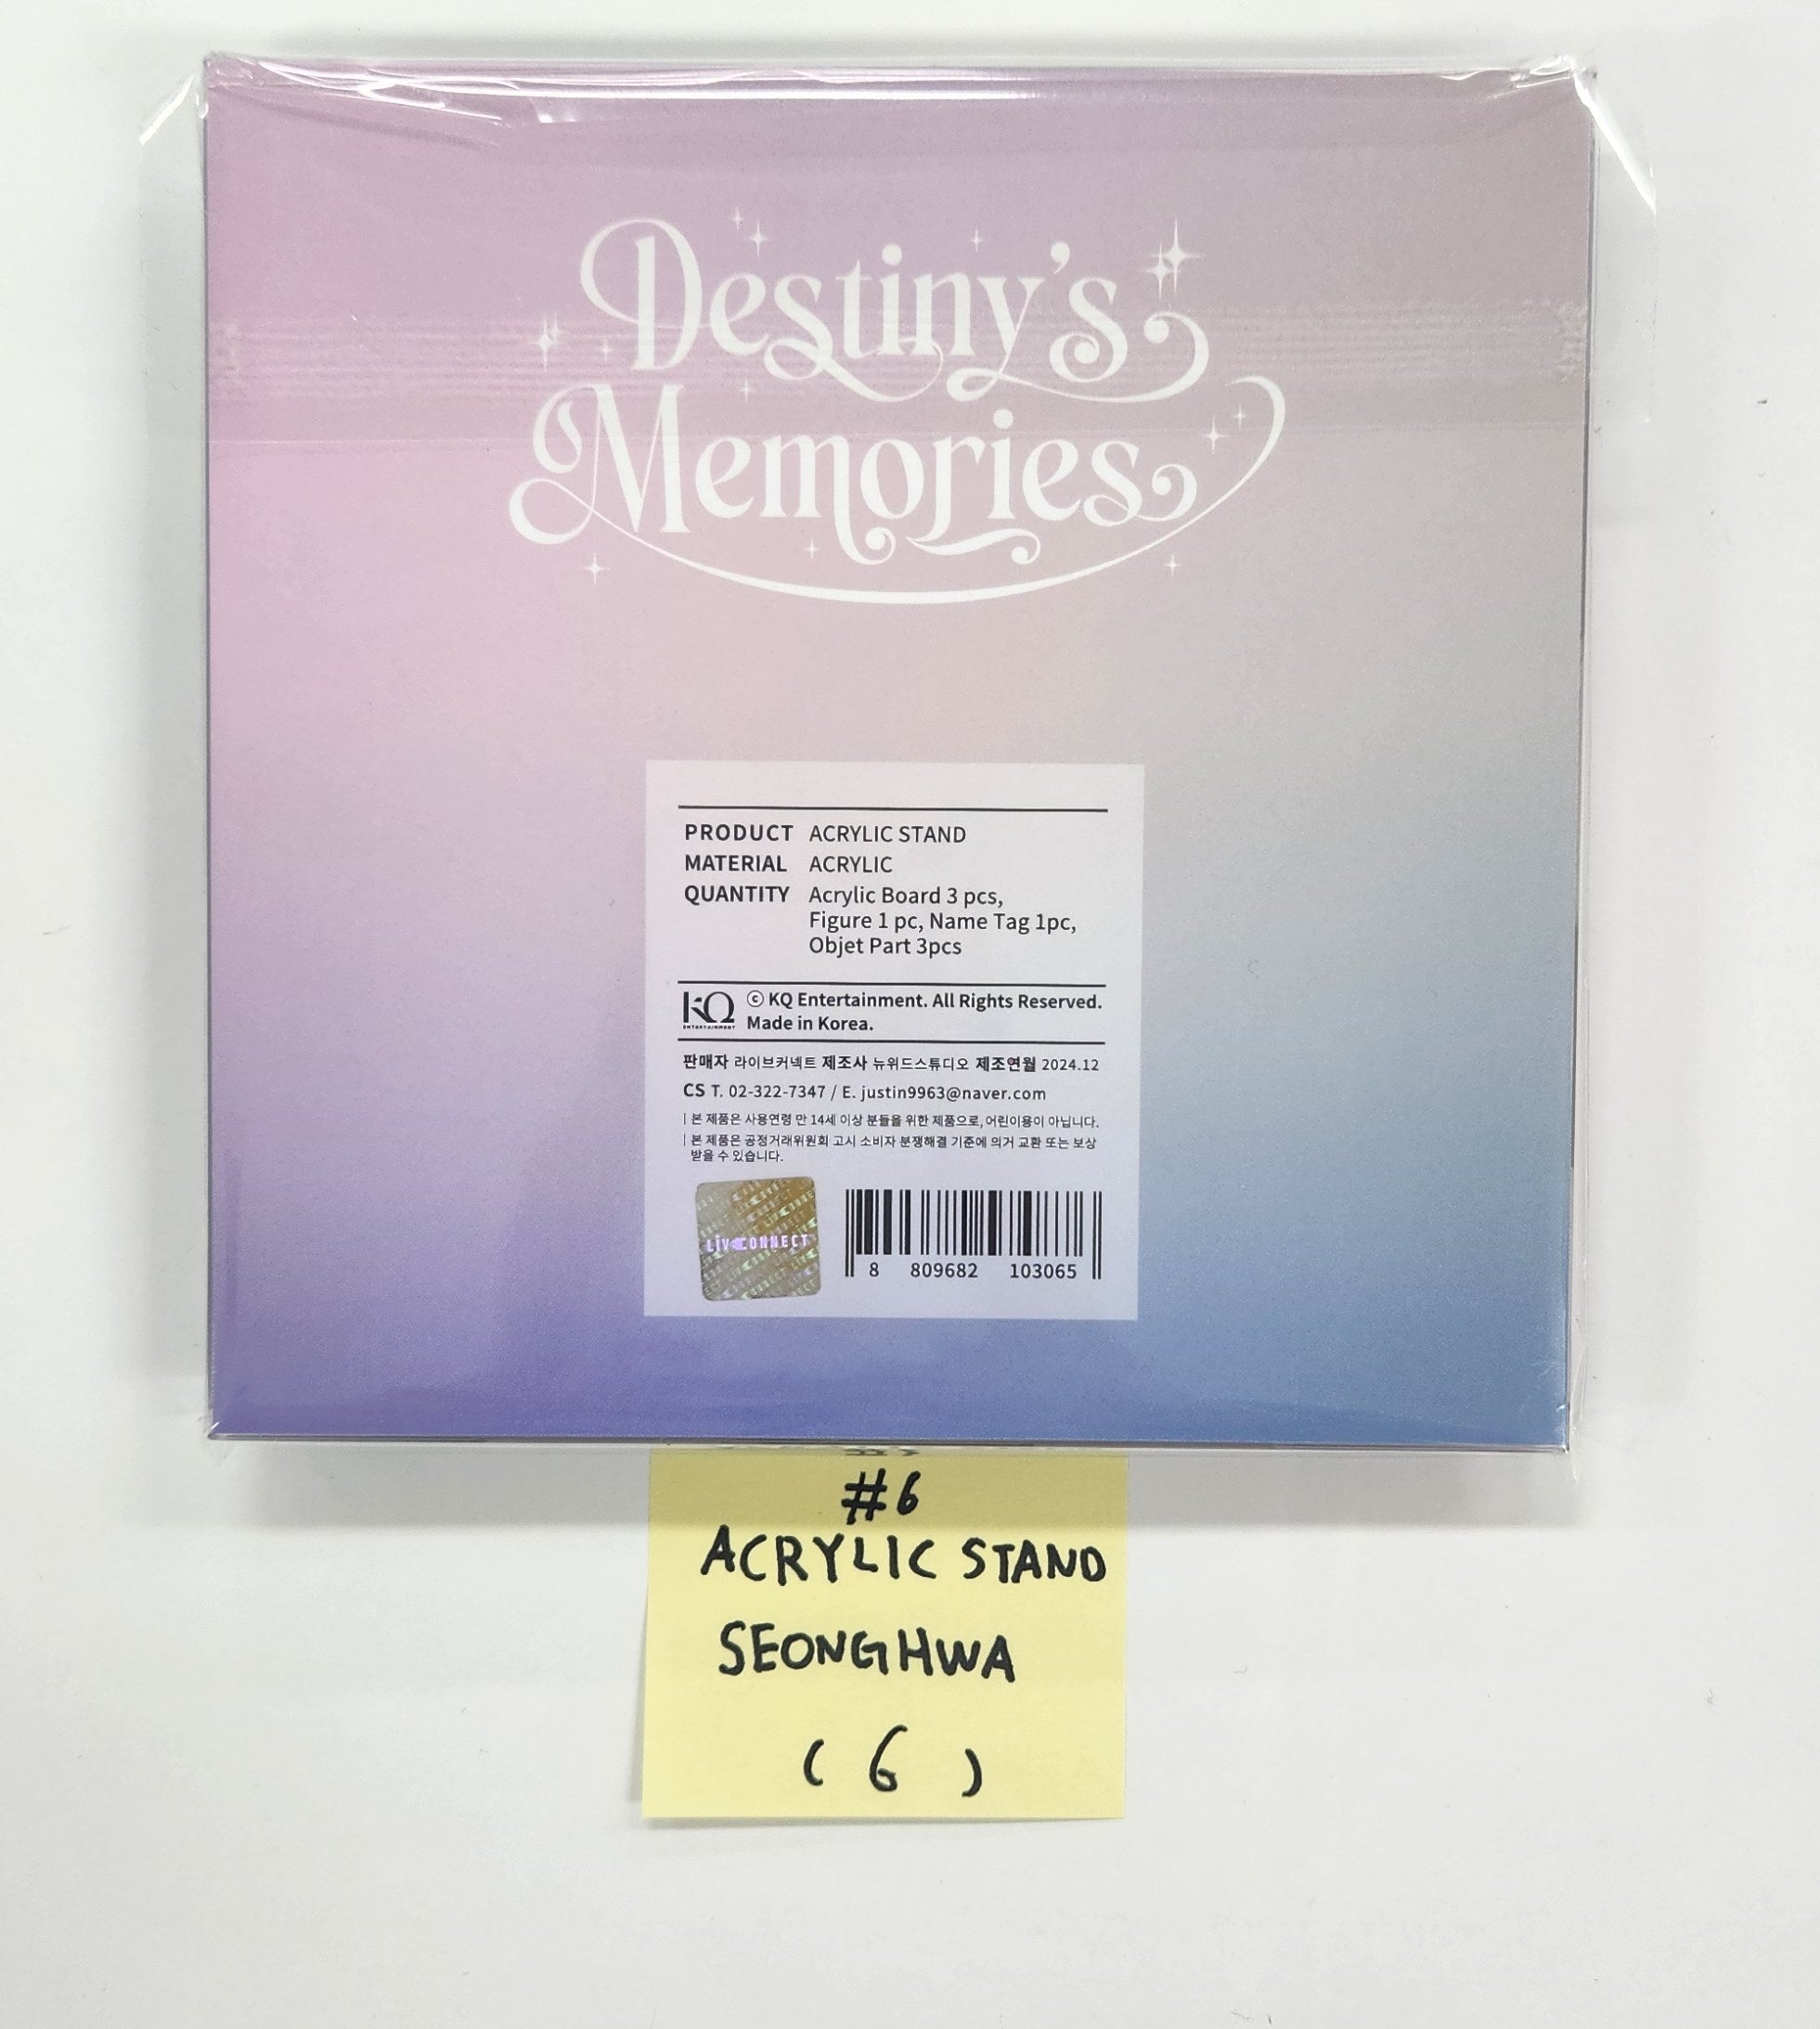 Destiny's
Memories
PRODUCT ACRYLIC STAND
MATERIAL ACRYLIC
QUANTITY Acrylic Board 3 pcs,
Figure 1 pc, Name Tag 1pc,
Objet Part 3pcs
KQ ENTERTAINMENT
ⓒ KQ Entertainment. All Rights Reserved.
Made in Korea.
판매자 라이브커넥트 제조사 뉴위드스튜디오 제조연월 2024.12
CS T. 02-322-7347 / E. justin9963@naver.com
| 본 제품은 사용연령 만 14세 이상 분들을 위한 제품으로, 어린이용이 아닙니다.
| 본 제품은 공정거래위원회 고시 소비자 분쟁해결 기준에 의거 교환 또는 보상
받을 수 있습니다.
LIVECONNECT
8 809682 103065
#6
ACRYLIC STAND
SEONGHWA
( 6 )